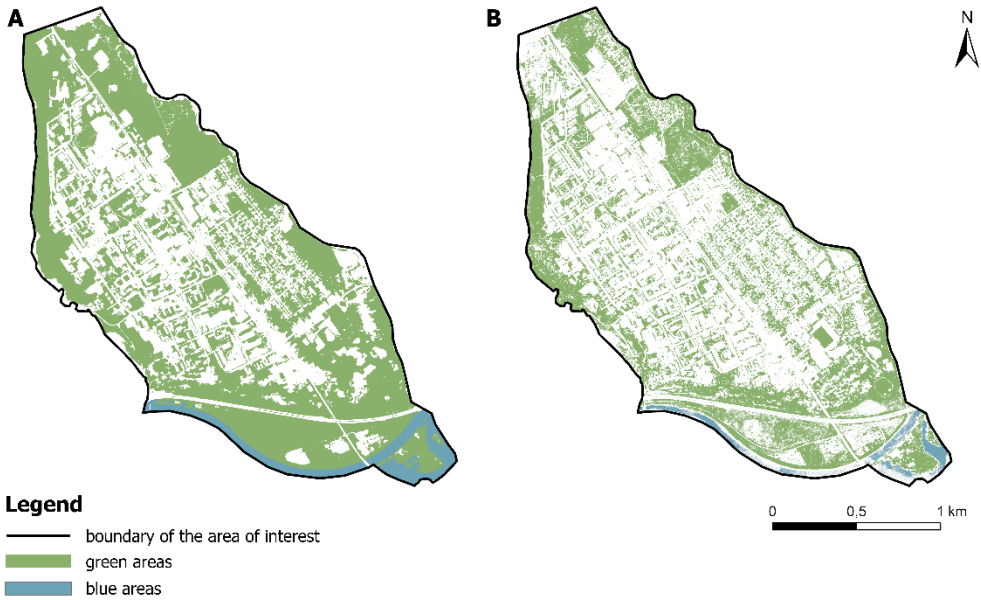 A
B
N
Legend
boundary of the area of interest
green areas
blue areas
0 0,5 1 km